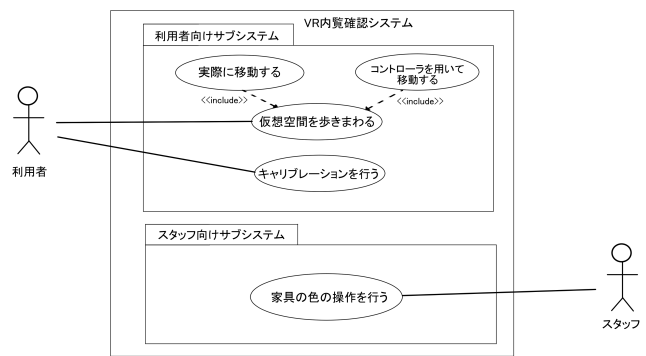 VR内覧確認システム
利用者向けサブシステム
実際に移動する
コントローラを用いて
移動する
<<include>>
<<include>>
仮想空間を歩きまわる
キャリブレーションを行う
利用者
スタッフ向けサブシステム
家具の色の操作を行う
スタッフ